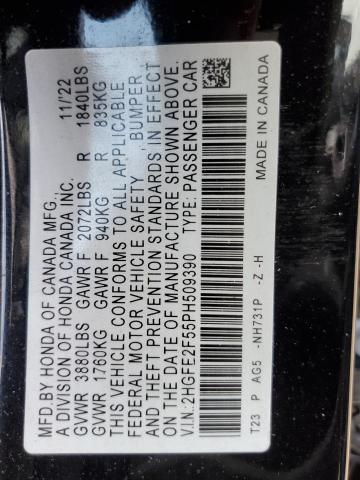 MFD.BY HONDA OF CANADA MFG., 11/22
A DIVISION OF HONDA CANADA INC.
GVWR 3880LBS GAWR F 2072LBS R 1840LBS
GVWR 1760KG GAWR F 940KG R 835KG
THIS VEHICLE CONFORMS TO ALL APPLICABLE
FEDERAL MOTOR VEHICLE SAFETY, BUMPER,
AND THEFT PREVENTION STANDARDS IN EFFECT
ON THE DATE OF MANUFACTURE SHOWN ABOVE.
V.I.N: 2HGFE2F55PH509390 TYPE: PASSENGER CAR
T23 P AG5 -NH731P -Z -H MADE IN CANADA